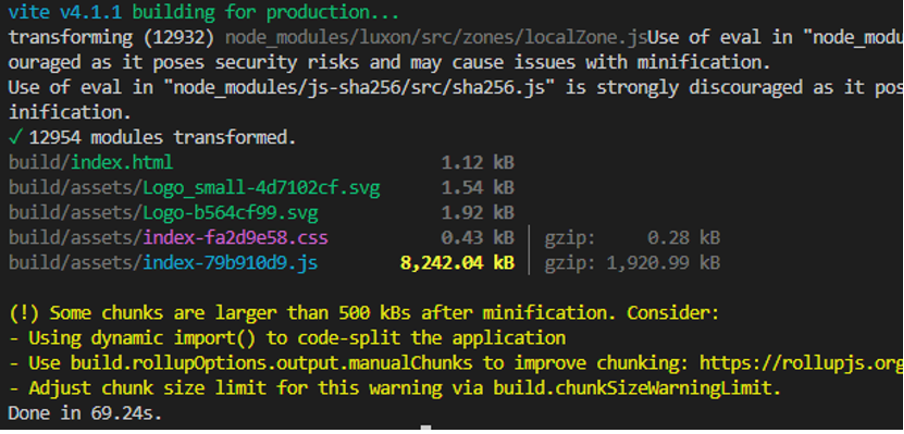 vite v4.1.1 building for production...
transforming (12932) node_modules/luxon/src/zones/localZone.jsUse of eval in "node_modu
ouraged as it poses security risks and may cause issues with minification.
Use of eval in "node_modules/js-sha256/src/sha256.js" is strongly discouraged as it pos
inification.
✓ 12954 modules transformed.
build/index.html 1.12 kB
build/assets/Logo_small-4d7102cf.svg 1.54 kB
build/assets/Logo-b564cf99.svg 1.92 kB
build/assets/index-fa2d9e58.css 0.43 kB │ gzip: 0.28 kB
build/assets/index-79b910d9.js 8,242.04 kB │ gzip: 1,920.99 kB
(!) Some chunks are larger than 500 kBs after minification. Consider:
- Using dynamic import() to code-split the application
- Use build.rollupOptions.output.manualChunks to improve chunking: https://rollupjs.org
- Adjust chunk size limit for this warning via build.chunkSizeWarningLimit.
Done in 69.24s.